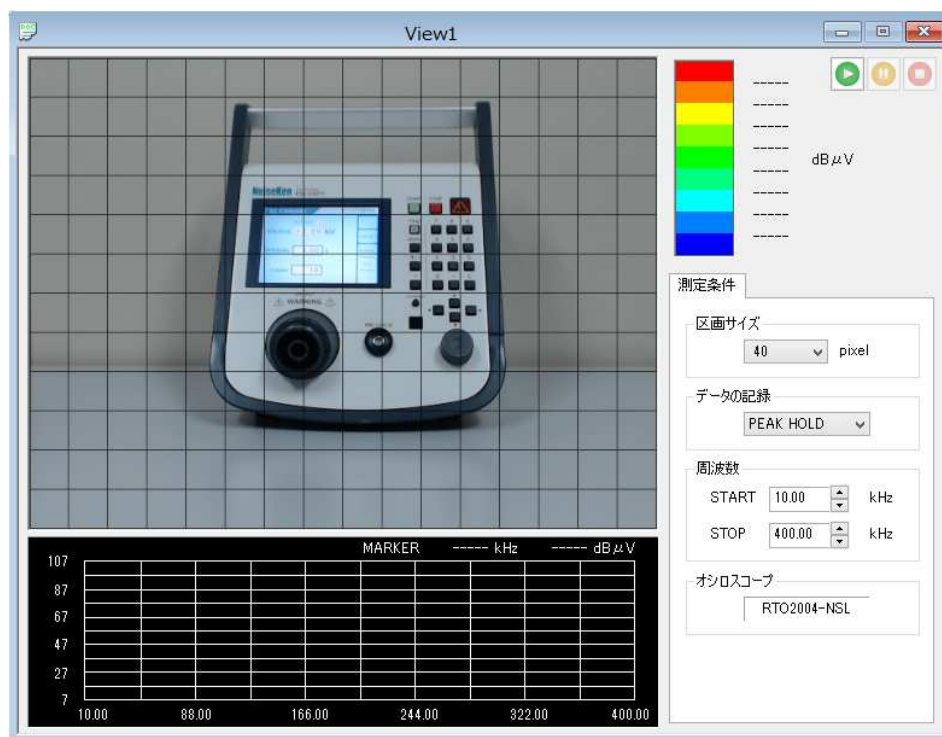 View1
NoiseKen
WARNING
-----
-----
-----
-----
-----
-----
-----
-----
dBμV
測定条件
区画サイズ
40 pixel
データの記録
PEAK HOLD
周波数
START 10.00 kHz
STOP 400.00 kHz
オシロスコープ
RTO2004-NSL
MARKER ----- kHz ----- dBμV
107
87
67
47
27
7
10.00 88.00 166.00 244.00 322.00 400.00